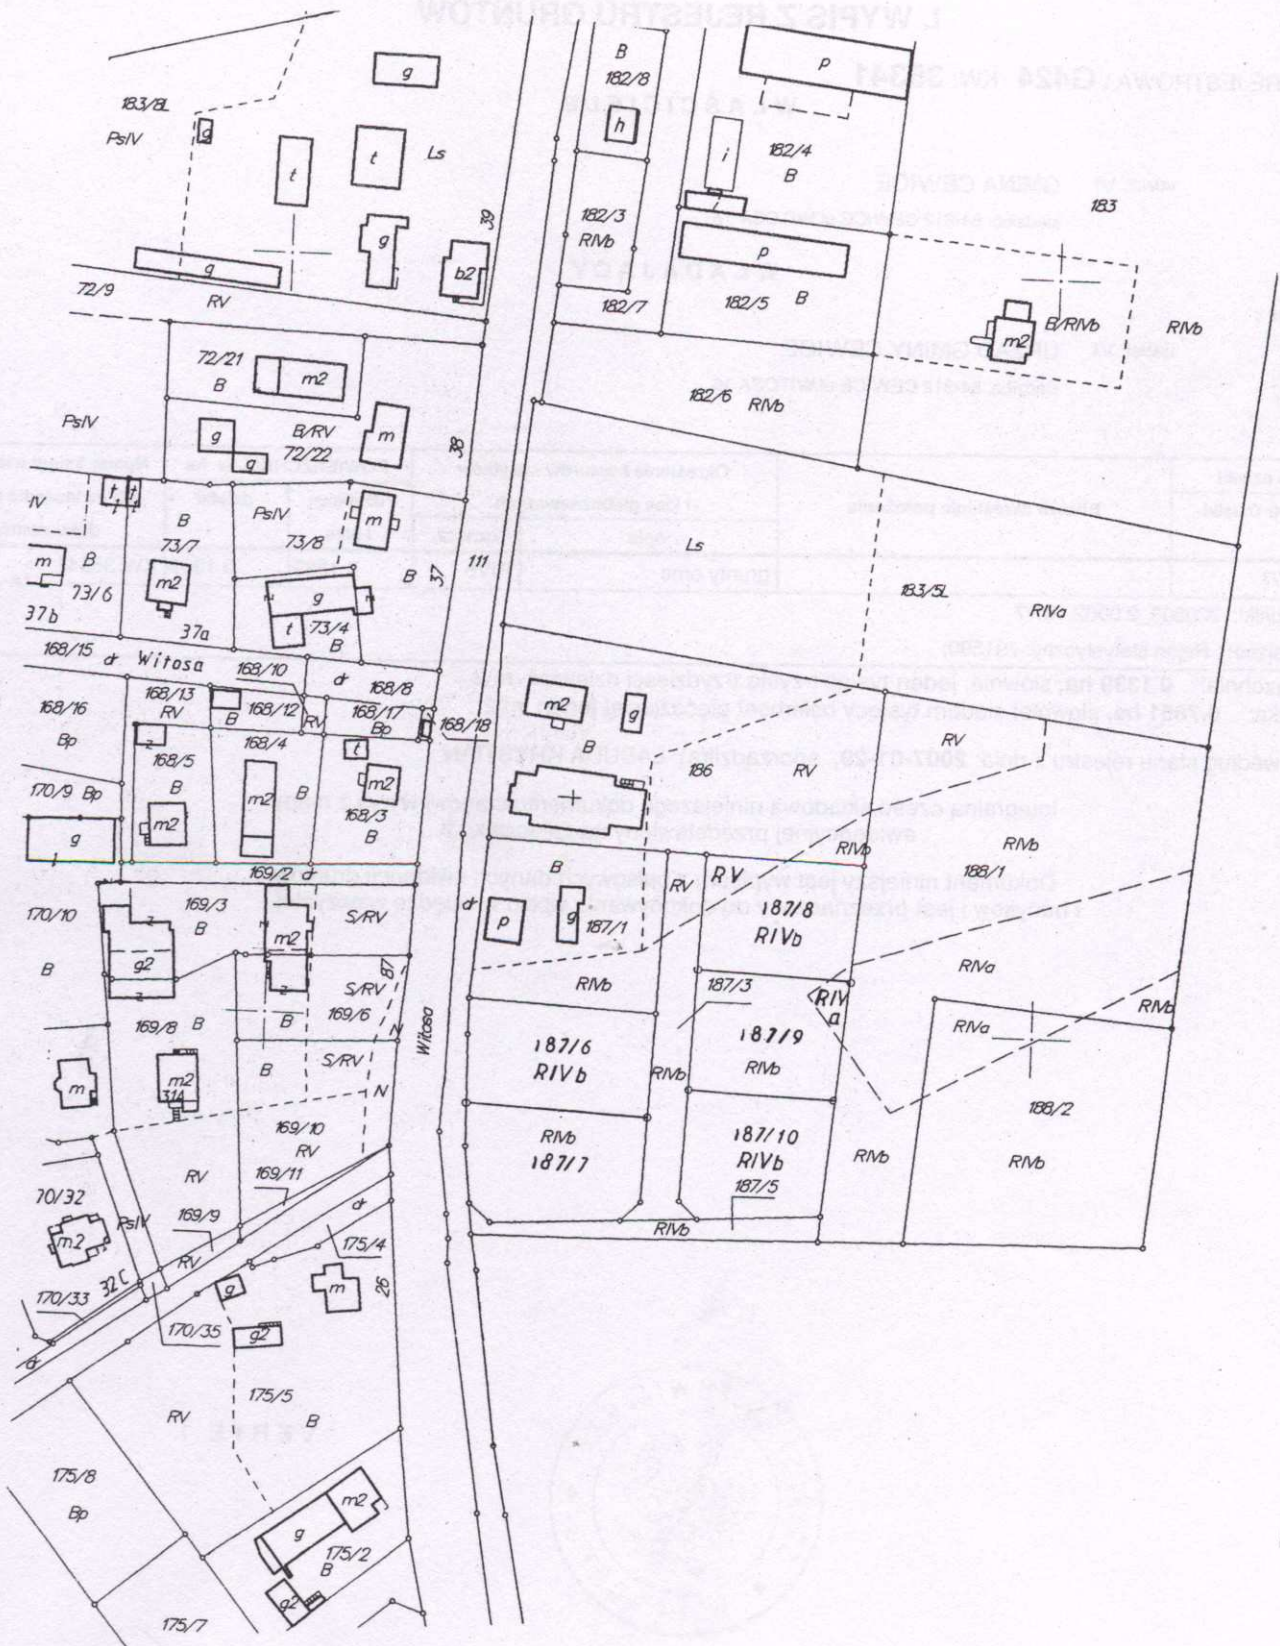 B
182/8
g
p
183/8L
PsIV
g
h
t
t
Ls
i
182/4
B
183
39
182/3
RIVb
i
g
p
g
b2
72/9
RV
182/7
182/5
B
B/RIVb
RIVb
m2
72/21
B
m2
182/6
RIVb
PsIV
B/RV
72/22
g
g
m
38
t
t
IV
B
PsIV
m
73/7
73/8
m
B
73/6
m2
B
37
111
Ls
g
183/5L
RIVa
37b
37a
t
73/4
B
168/15
d
Witosa
168/10
d
168/8
168/16
Bp
168/13
RV
B
168/12
RV
168/17
Bp
168/18
m2
g
B
z
168/5
168/4
t
186
RV
RV
170/9
Bp
B
m2
B
m2
168/3
B
g
m2
RIVb
RIVb
188/1
169/2
B
RV
RV
187/8
RIVb
170/10
169/3
B
S/RV
d
p
g
187/1
z
m2
B
g2
z
z
87
S/RV
169/6
RIVb
187/3
RIV
a
RIVa
RIVb
169/8
B
B
N
Witosa
187/6
RIVb
187/9
RIVb
RIVb
RIVa
B
S/RV
N
m
m2
31A
188/2
169/10
RV
RIVb
187/7
187/10
RIVb
RIVb
RIVb
RV
169/11
187/5
70/32
PsIV
m2
169/9
RV
d
175/4
RIVb
32C
170/33
170/35
g
m
26
g2
d
175/5
RV
B
175/8
Bp
m2
g
175/2
B
g2
175/7